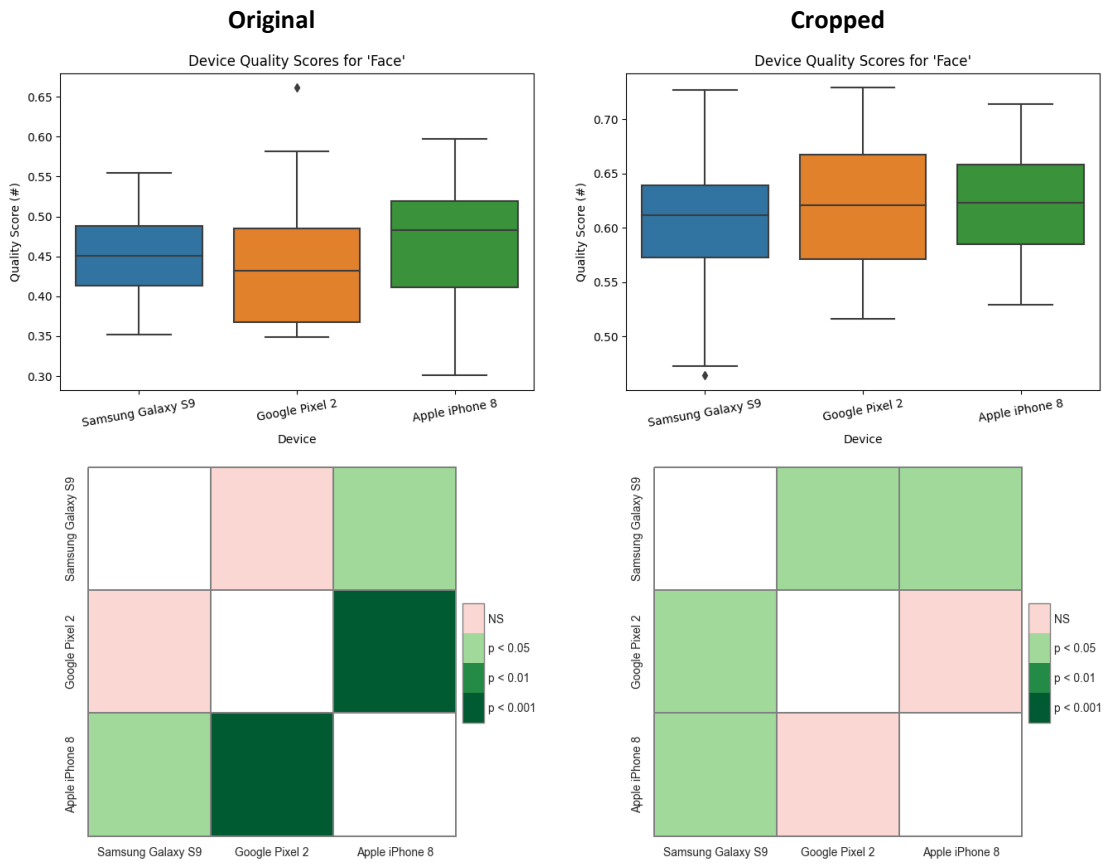 Original
Device Quality Scores for 'Face'
Quality Score (#)
0.65
0.60
0.55
0.50
0.45
0.40
0.35
0.30
Samsung Galaxy S9
Google Pixel 2
Apple iPhone 8
Device
Cropped
Device Quality Scores for 'Face'
Quality Score (#)
0.70
0.65
0.60
0.55
0.50
Samsung Galaxy S9
Google Pixel 2
Apple iPhone 8
Device
Samsung Galaxy S9
Google Pixel 2
Apple iPhone 8
NS
p < 0.05
p < 0.01
p < 0.001
Samsung Galaxy S9
Google Pixel 2
Apple iPhone 8
Samsung Galaxy S9
Google Pixel 2
Apple iPhone 8
NS
p < 0.05
p < 0.01
p < 0.001
Samsung Galaxy S9
Google Pixel 2
Apple iPhone 8